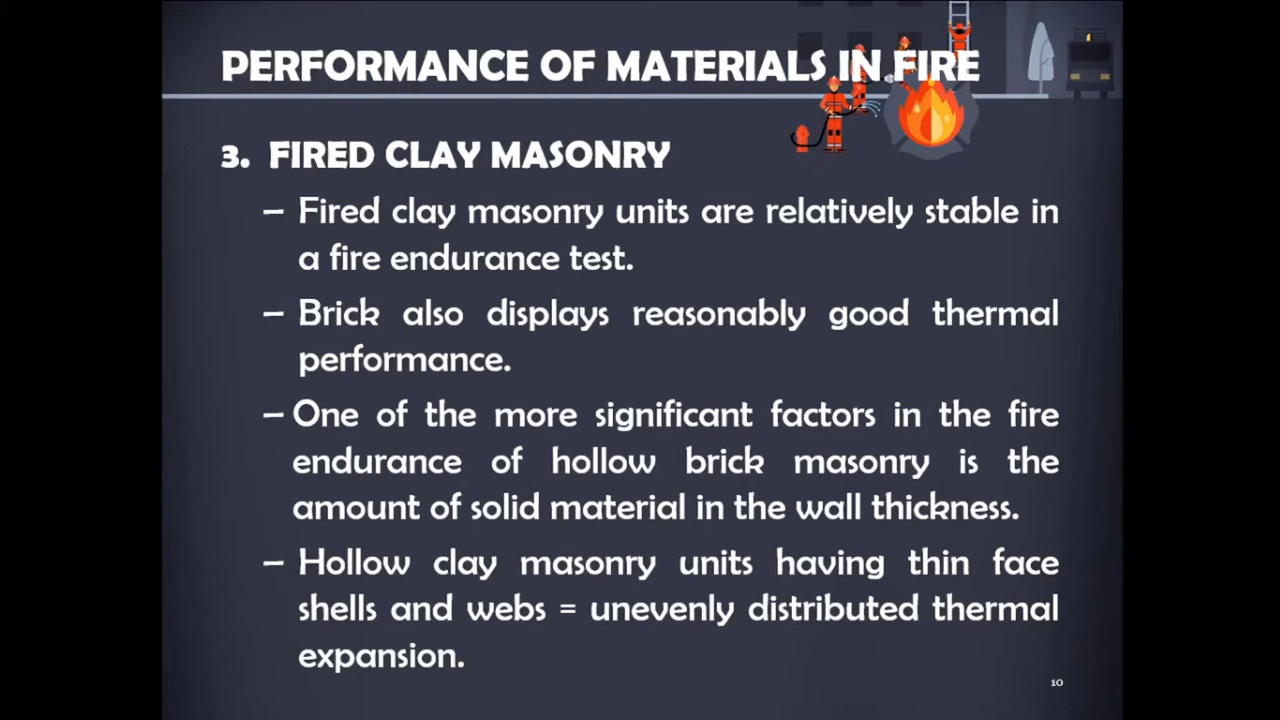 PERFORMANCE OF MATERIALS IN FIRE
3. FIRED CLAY MASONRY
– Fired clay masonry units are relatively stable in
a fire endurance test.
– Brick also displays reasonably good thermal
performance.
– One of the more significant factors in the fire
endurance of hollow brick masonry is the
amount of solid material in the wall thickness.
– Hollow clay masonry units having thin face
shells and webs = unevenly distributed thermal
expansion.
10